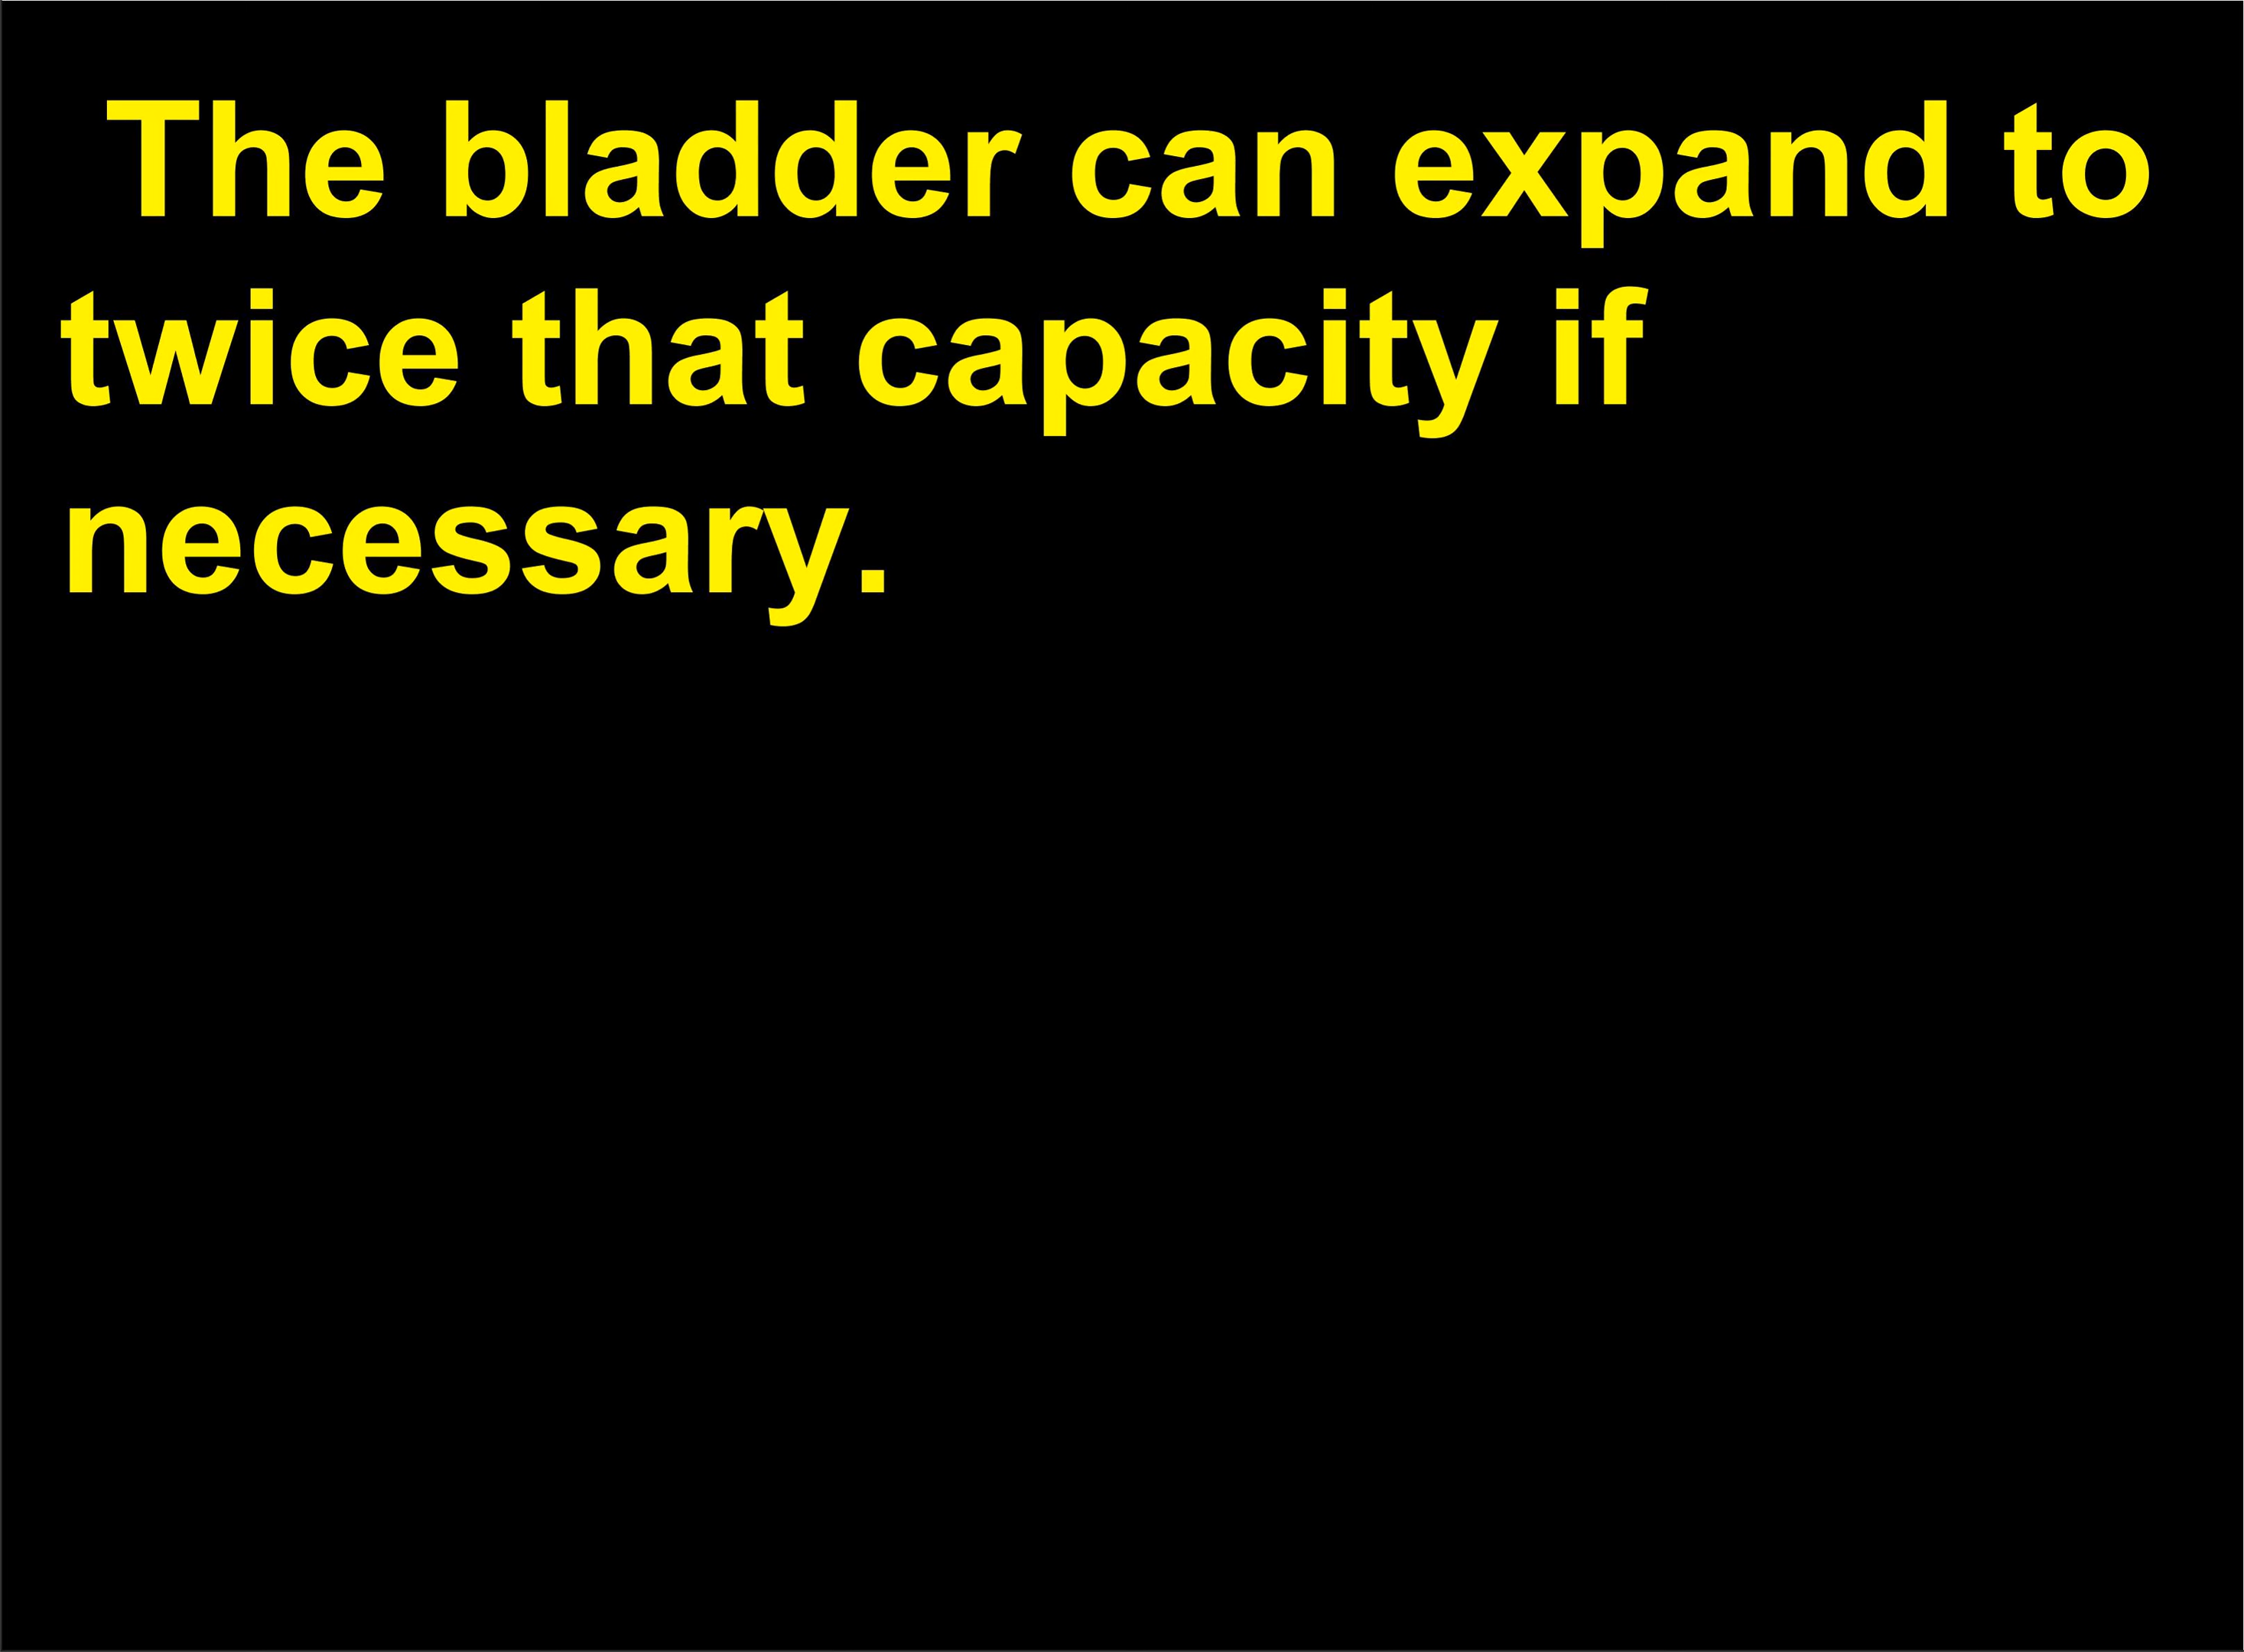 The bladder can expand to
twice that capacity if
necessary.